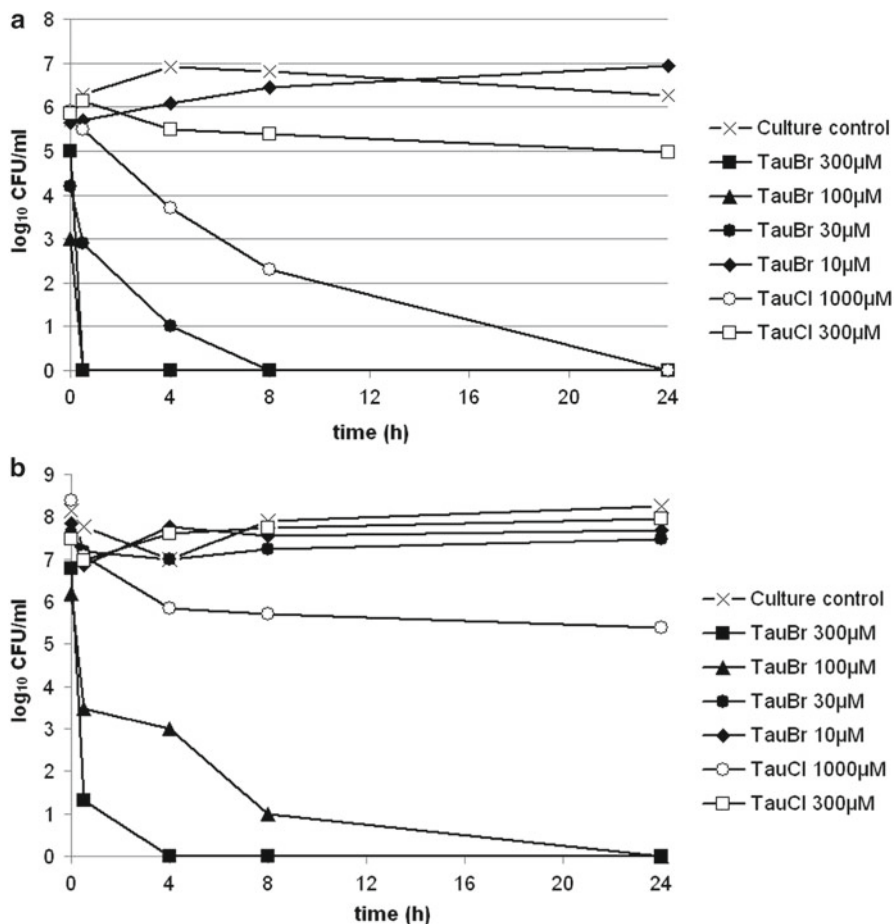 a
8
7
6
5
4
3
2
1
0
0 4 8 12 16 20 24
time (h)
log₁₀ CFU/ml
Culture control
TauBr 300µM
TauBr 100µM
TauBr 30µM
TauBr 10µM
TauCl 1000µM
TauCl 300µM
b
9
8
7
6
5
4
3
2
1
0
0 4 8 12 16 20 24
time (h)
log₁₀ CFU/ml
Culture control
TauBr 300µM
TauBr 100µM
TauBr 30µM
TauBr 10µM
TauCl 1000µM
TauCl 300µM